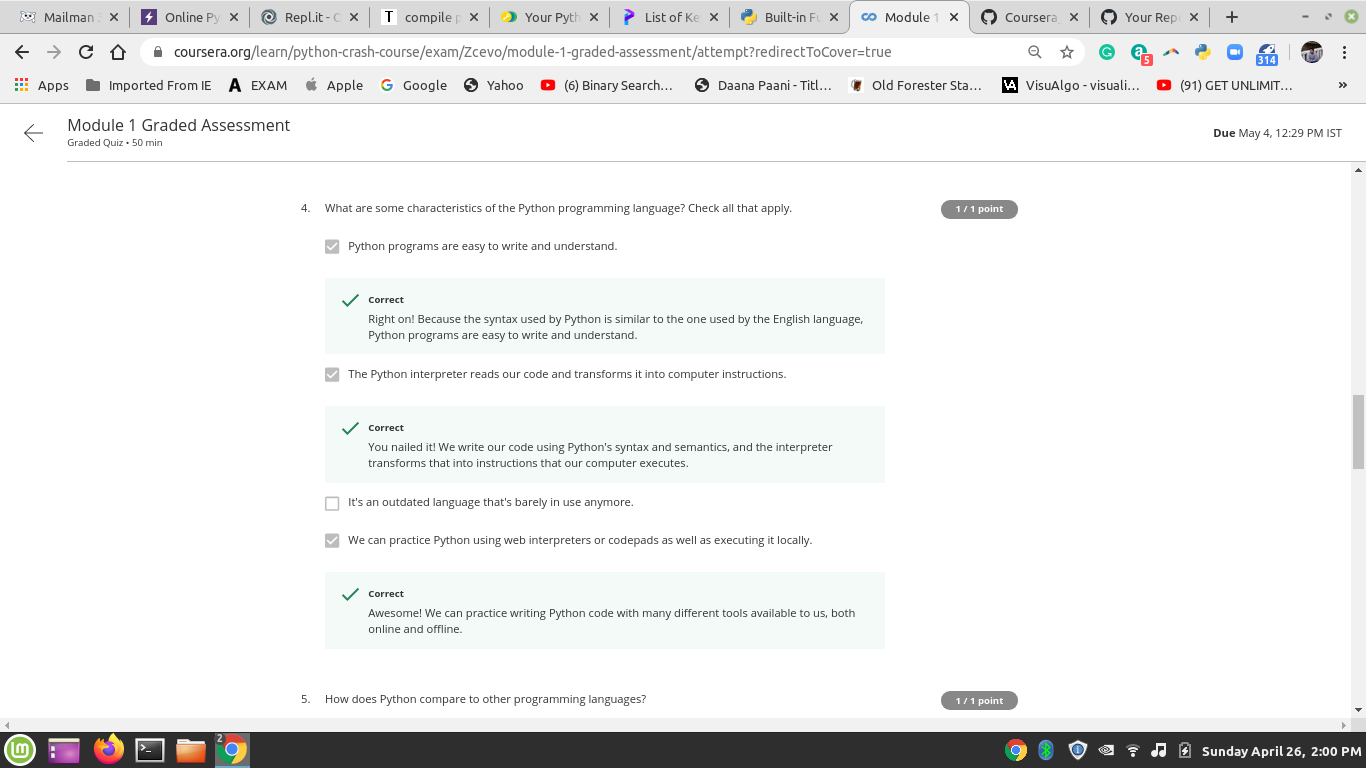 Mailman
Online Py
Repl.it - C
compile p
Your Pyth
List of Ke
Built-in Fu
Module 1
Coursera
Your Rep
coursera.org/learn/python-crash-course/exam/Zcevo/module-1-graded-assessment/attempt?redirectToCover=true
5
314
Apps
Imported From IE
EXAM
Apple
Google
Yahoo
(6) Binary Search...
Daana Paani - Titl...
Old Forester Sta...
VisuAlgo - visuali...
(91) GET UNLIMIT...
Module 1 Graded Assessment
Graded Quiz • 50 min
Due May 4, 12:29 PM IST
4. What are some characteristics of the Python programming language? Check all that apply.
1 / 1 point
Python programs are easy to write and understand.
Correct
Right on! Because the syntax used by Python is similar to the one used by the English language,
Python programs are easy to write and understand.
The Python interpreter reads our code and transforms it into computer instructions.
Correct
You nailed it! We write our code using Python's syntax and semantics, and the interpreter
transforms that into instructions that our computer executes.
It's an outdated language that's barely in use anymore.
We can practice Python using web interpreters or codepads as well as executing it locally.
Correct
Awesome! We can practice writing Python code with many different tools available to us, both
online and offline.
5. How does Python compare to other programming languages?
1 / 1 point
2
Sunday April 26, 2:00 PM